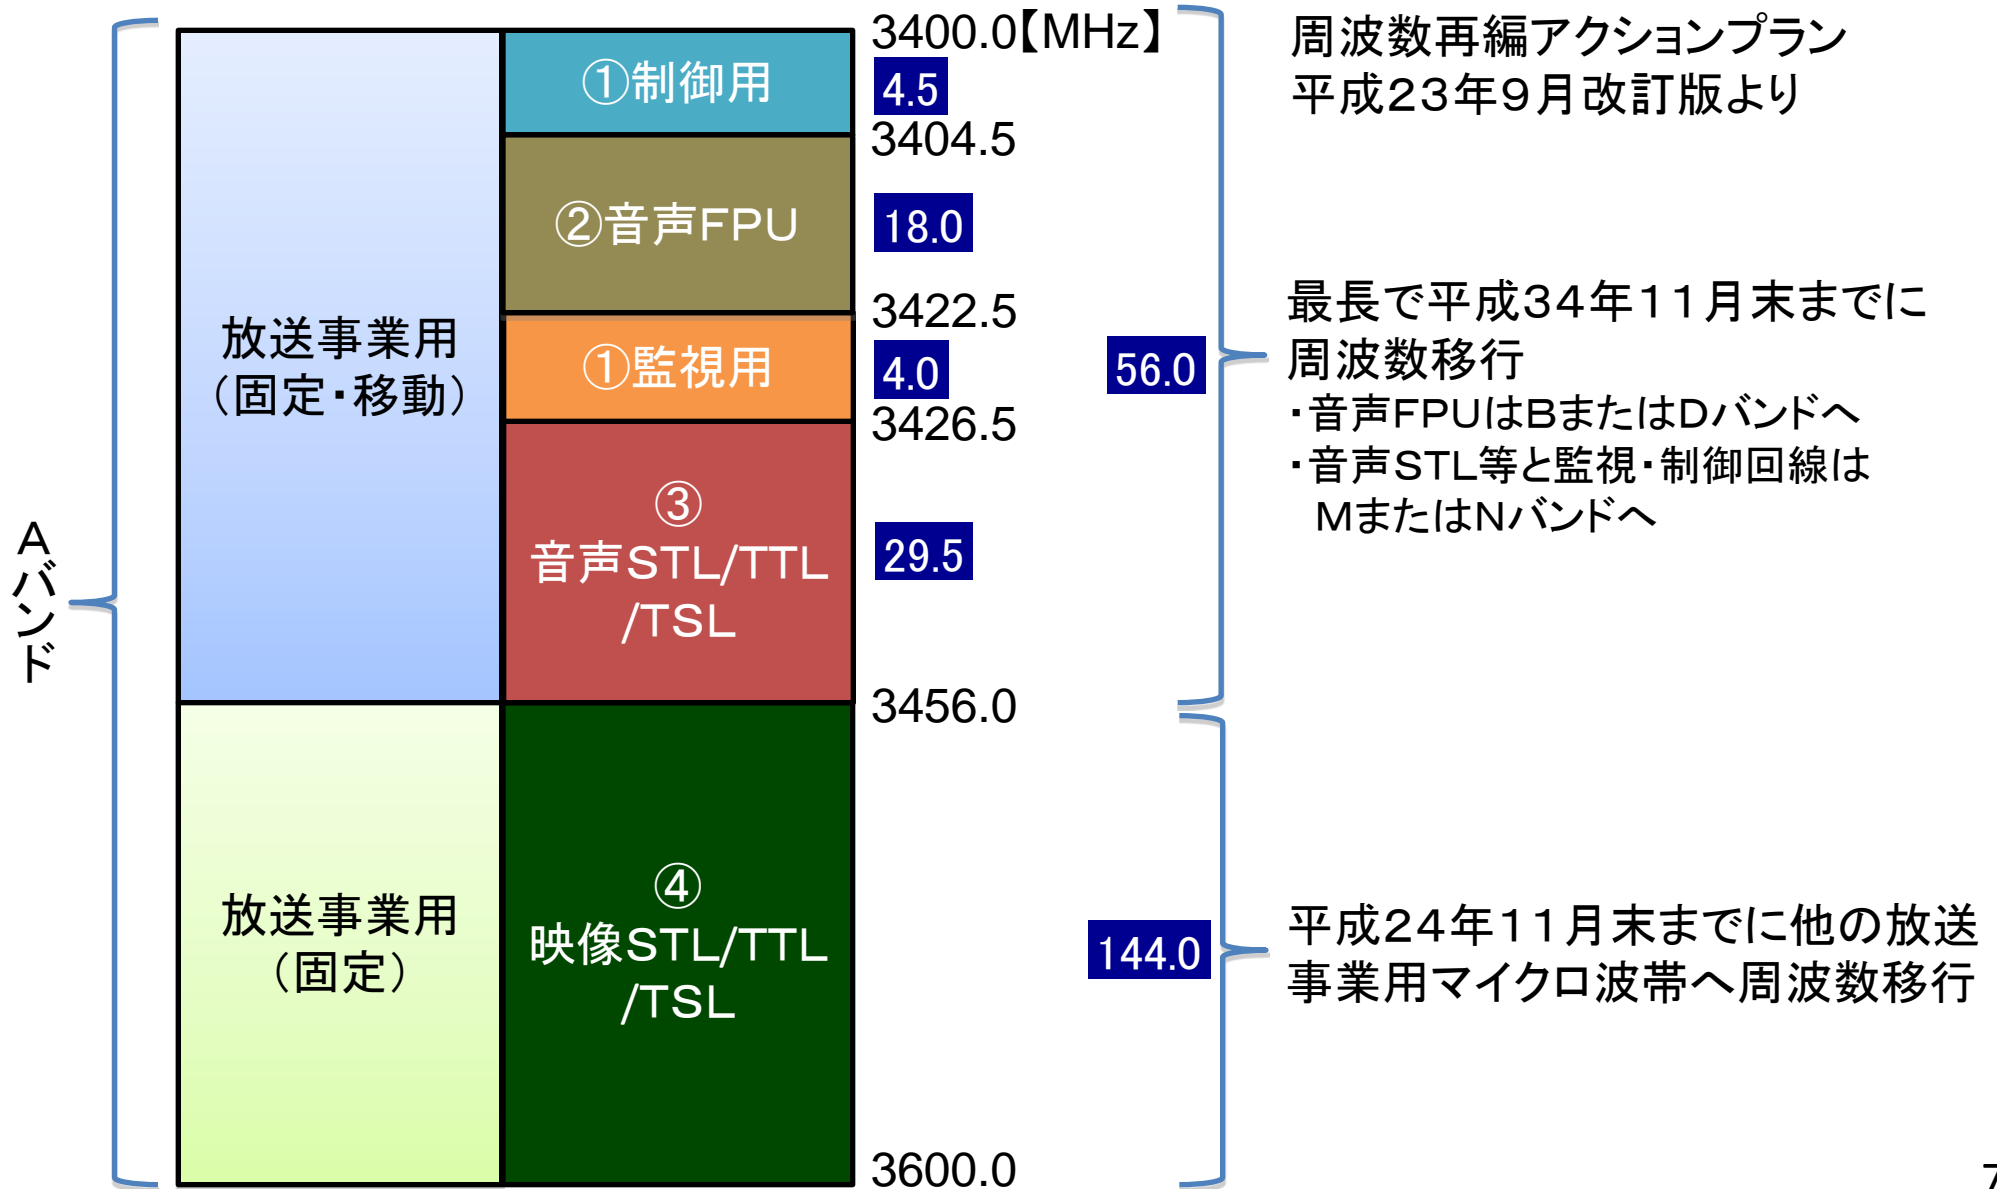 Aバンド
放送事業用
（固定・移動）
放送事業用
（固定）
①制御用
②音声FPU
①監視用
③
音声STL/TTL
/TSL
④
映像STL/TTL
/TSL
3400.0【MHz】
4.5
3404.5
18.0
3422.5
4.0
3426.5
29.5
3456.0
3600.0
56.0
144.0
周波数再編アクションプラン
平成２３年９月改訂版より
最長で平成３４年１１月末までに
周波数移行
・音声FPUはBまたはDバンドへ
・音声STL等と監視・制御回線は
MまたはNバンドへ
平成２４年１１月末までに他の放送
事業用マイクロ波帯へ周波数移行